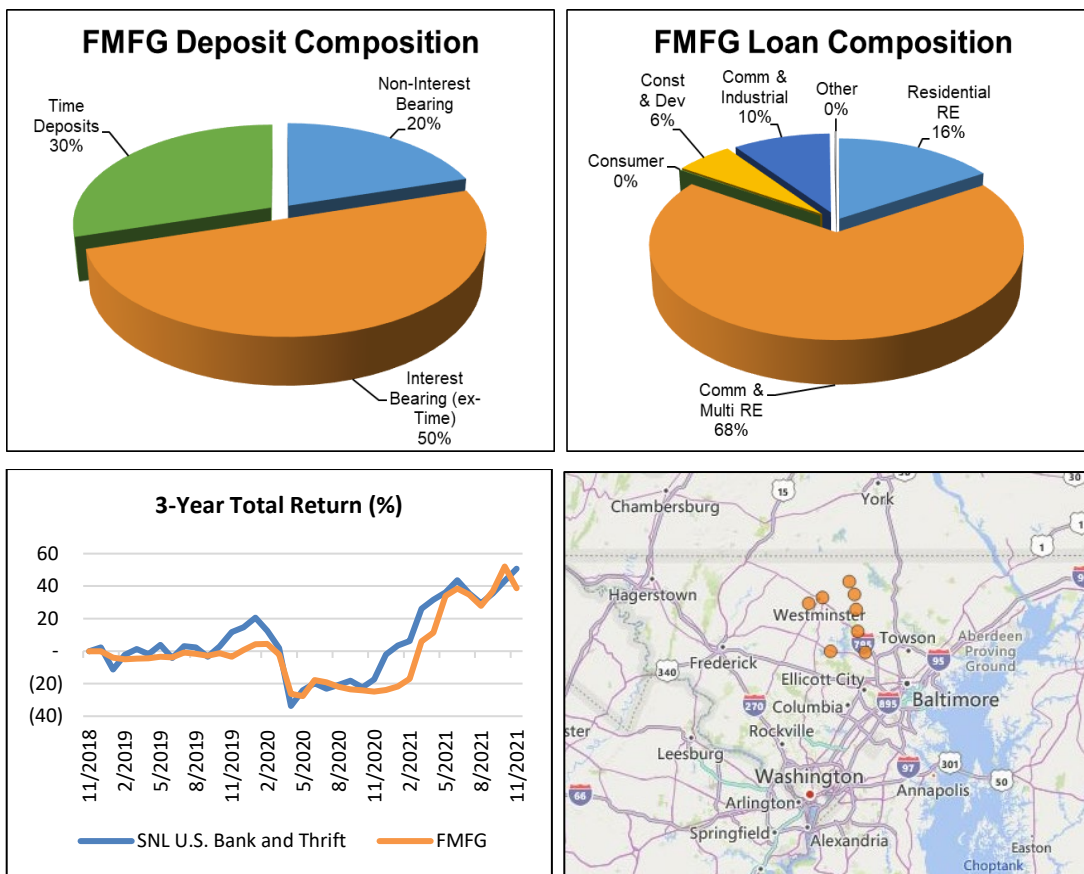 FMFG Deposit Composition
Non-Interest
Bearing
20%
Time
Deposits
30%
Interest
Bearing (ex-
Time)
50%
FMFG Loan Composition
Const
& Dev
6%
Comm &
Industrial
10%
Other
0%
Residential
RE
16%
Consumer
0%
Comm &
Multi RE
68%
3-Year Total Return (%)
60
40
20
-
(20)
(40)
11/2018
2/2019
5/2019
8/2019
11/2019
2/2020
5/2020
8/2020
11/2020
2/2021
5/2021
8/2021
11/2021
SNL U.S. Bank and Thrift
FMFG
15
York
30
Chambersburg
1
1
Hagerstown
Westminster
Towson
Aberdeen
Proving
Ground
95
Frederick
340
Ellicott City
Baltimore
270
Columbia
895
Rockville
Leesburg
97
301
50
Washington
Annapolis
66
Arlington
Springfield
Alexandria
Easton
Choptank